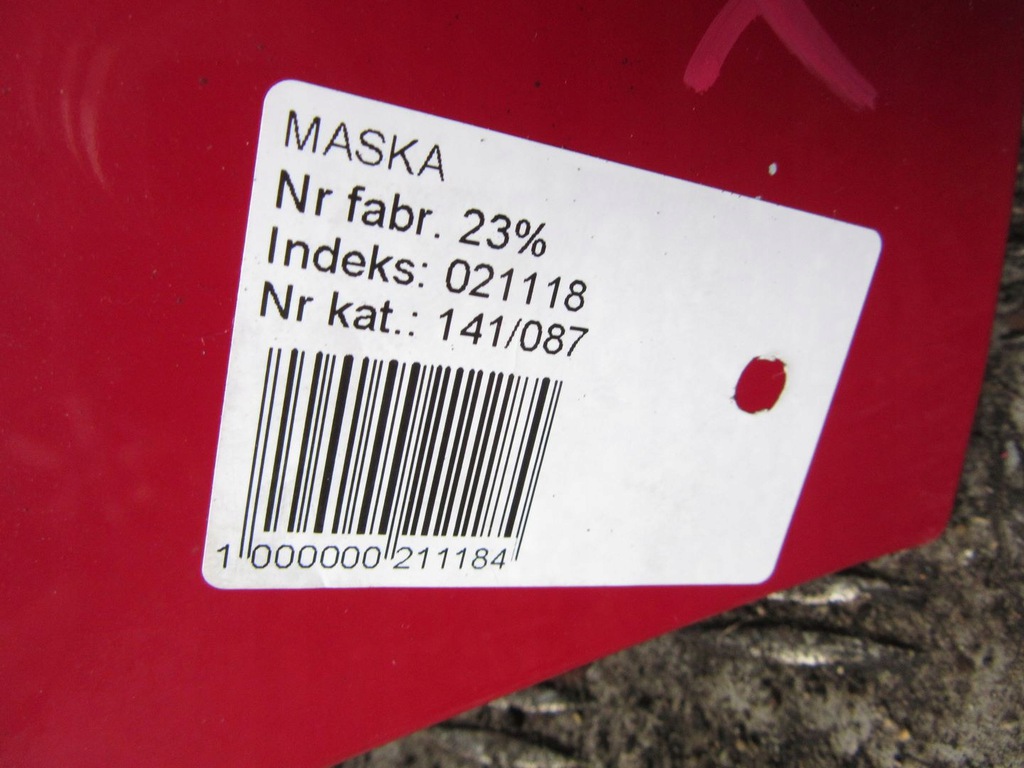 MASKA
Nr fabr. 23%
Indeks: 021118
Nr kat.: 141/087
1 000000 211184